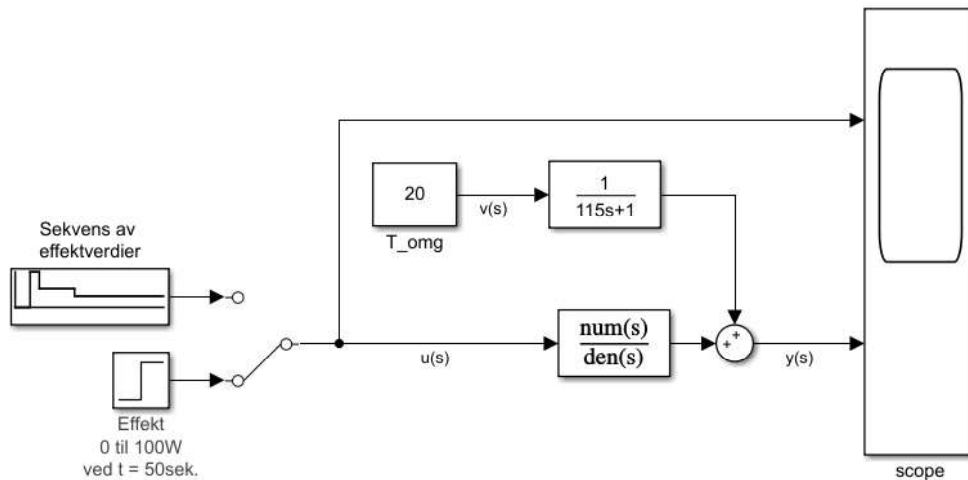 20
v(s)
1
115s+1
T_omg
Sekvens av
effektverdier
num(s)
den(s)
u(s)
y(s)
Effekt
0 til 100W
ved t = 50sek.
scope